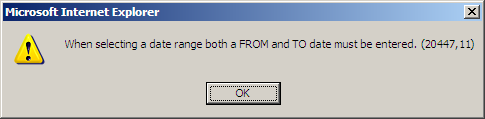 Microsoft Internet Explorer
When selecting a date range both a FROM and TO date must be entered. (20447,11)
OK